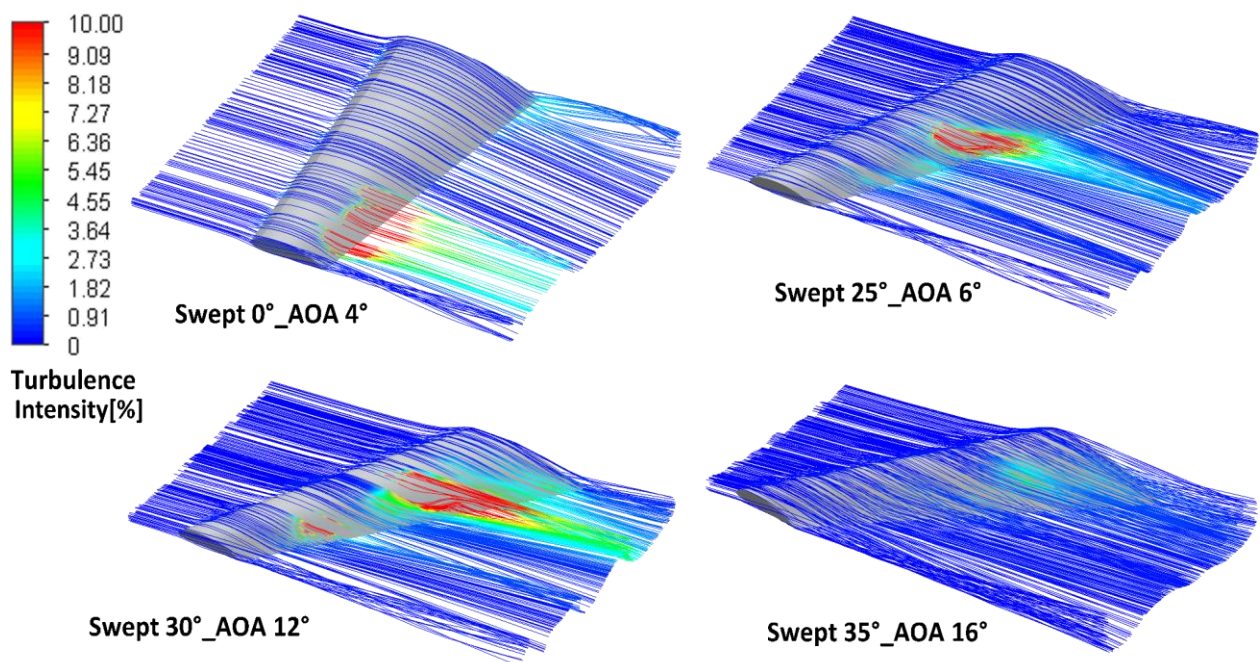 10.00
9.09
8.18
7.27
6.36
5.45
4.55
3.64
2.73
1.82
0.91
0
Turbulence
Intensity[%]
Swept 0°_AOA 4°
Swept 25°_AOA 6°
Swept 30°_AOA 12°
Swept 35°_AOA 16°